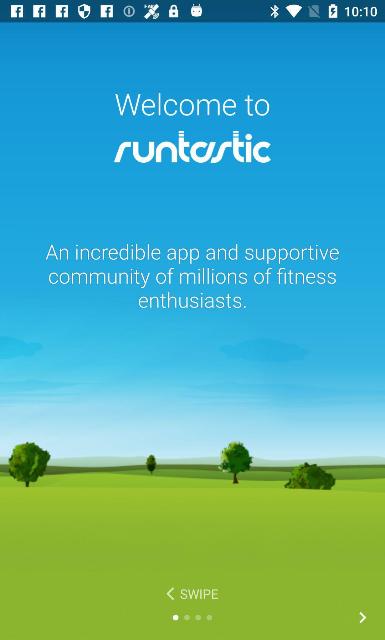 10:10
Welcome to
runtastic
An incredible app and supportive
community of millions of fitness
enthusiasts.
SWIPE